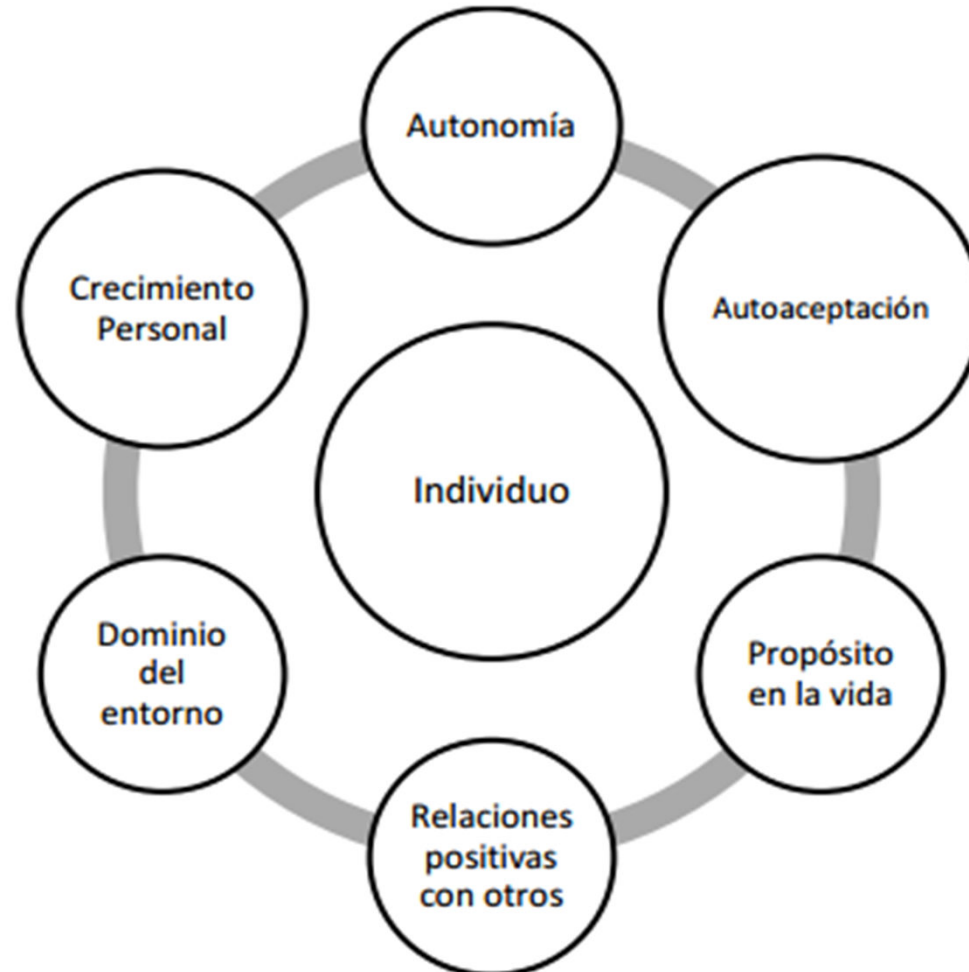 Autonomía
Crecimiento
Personal
Autoaceptación
Individuo
Dominio
del
entorno
Propósito
en la vida
Relaciones
positivas
con otros